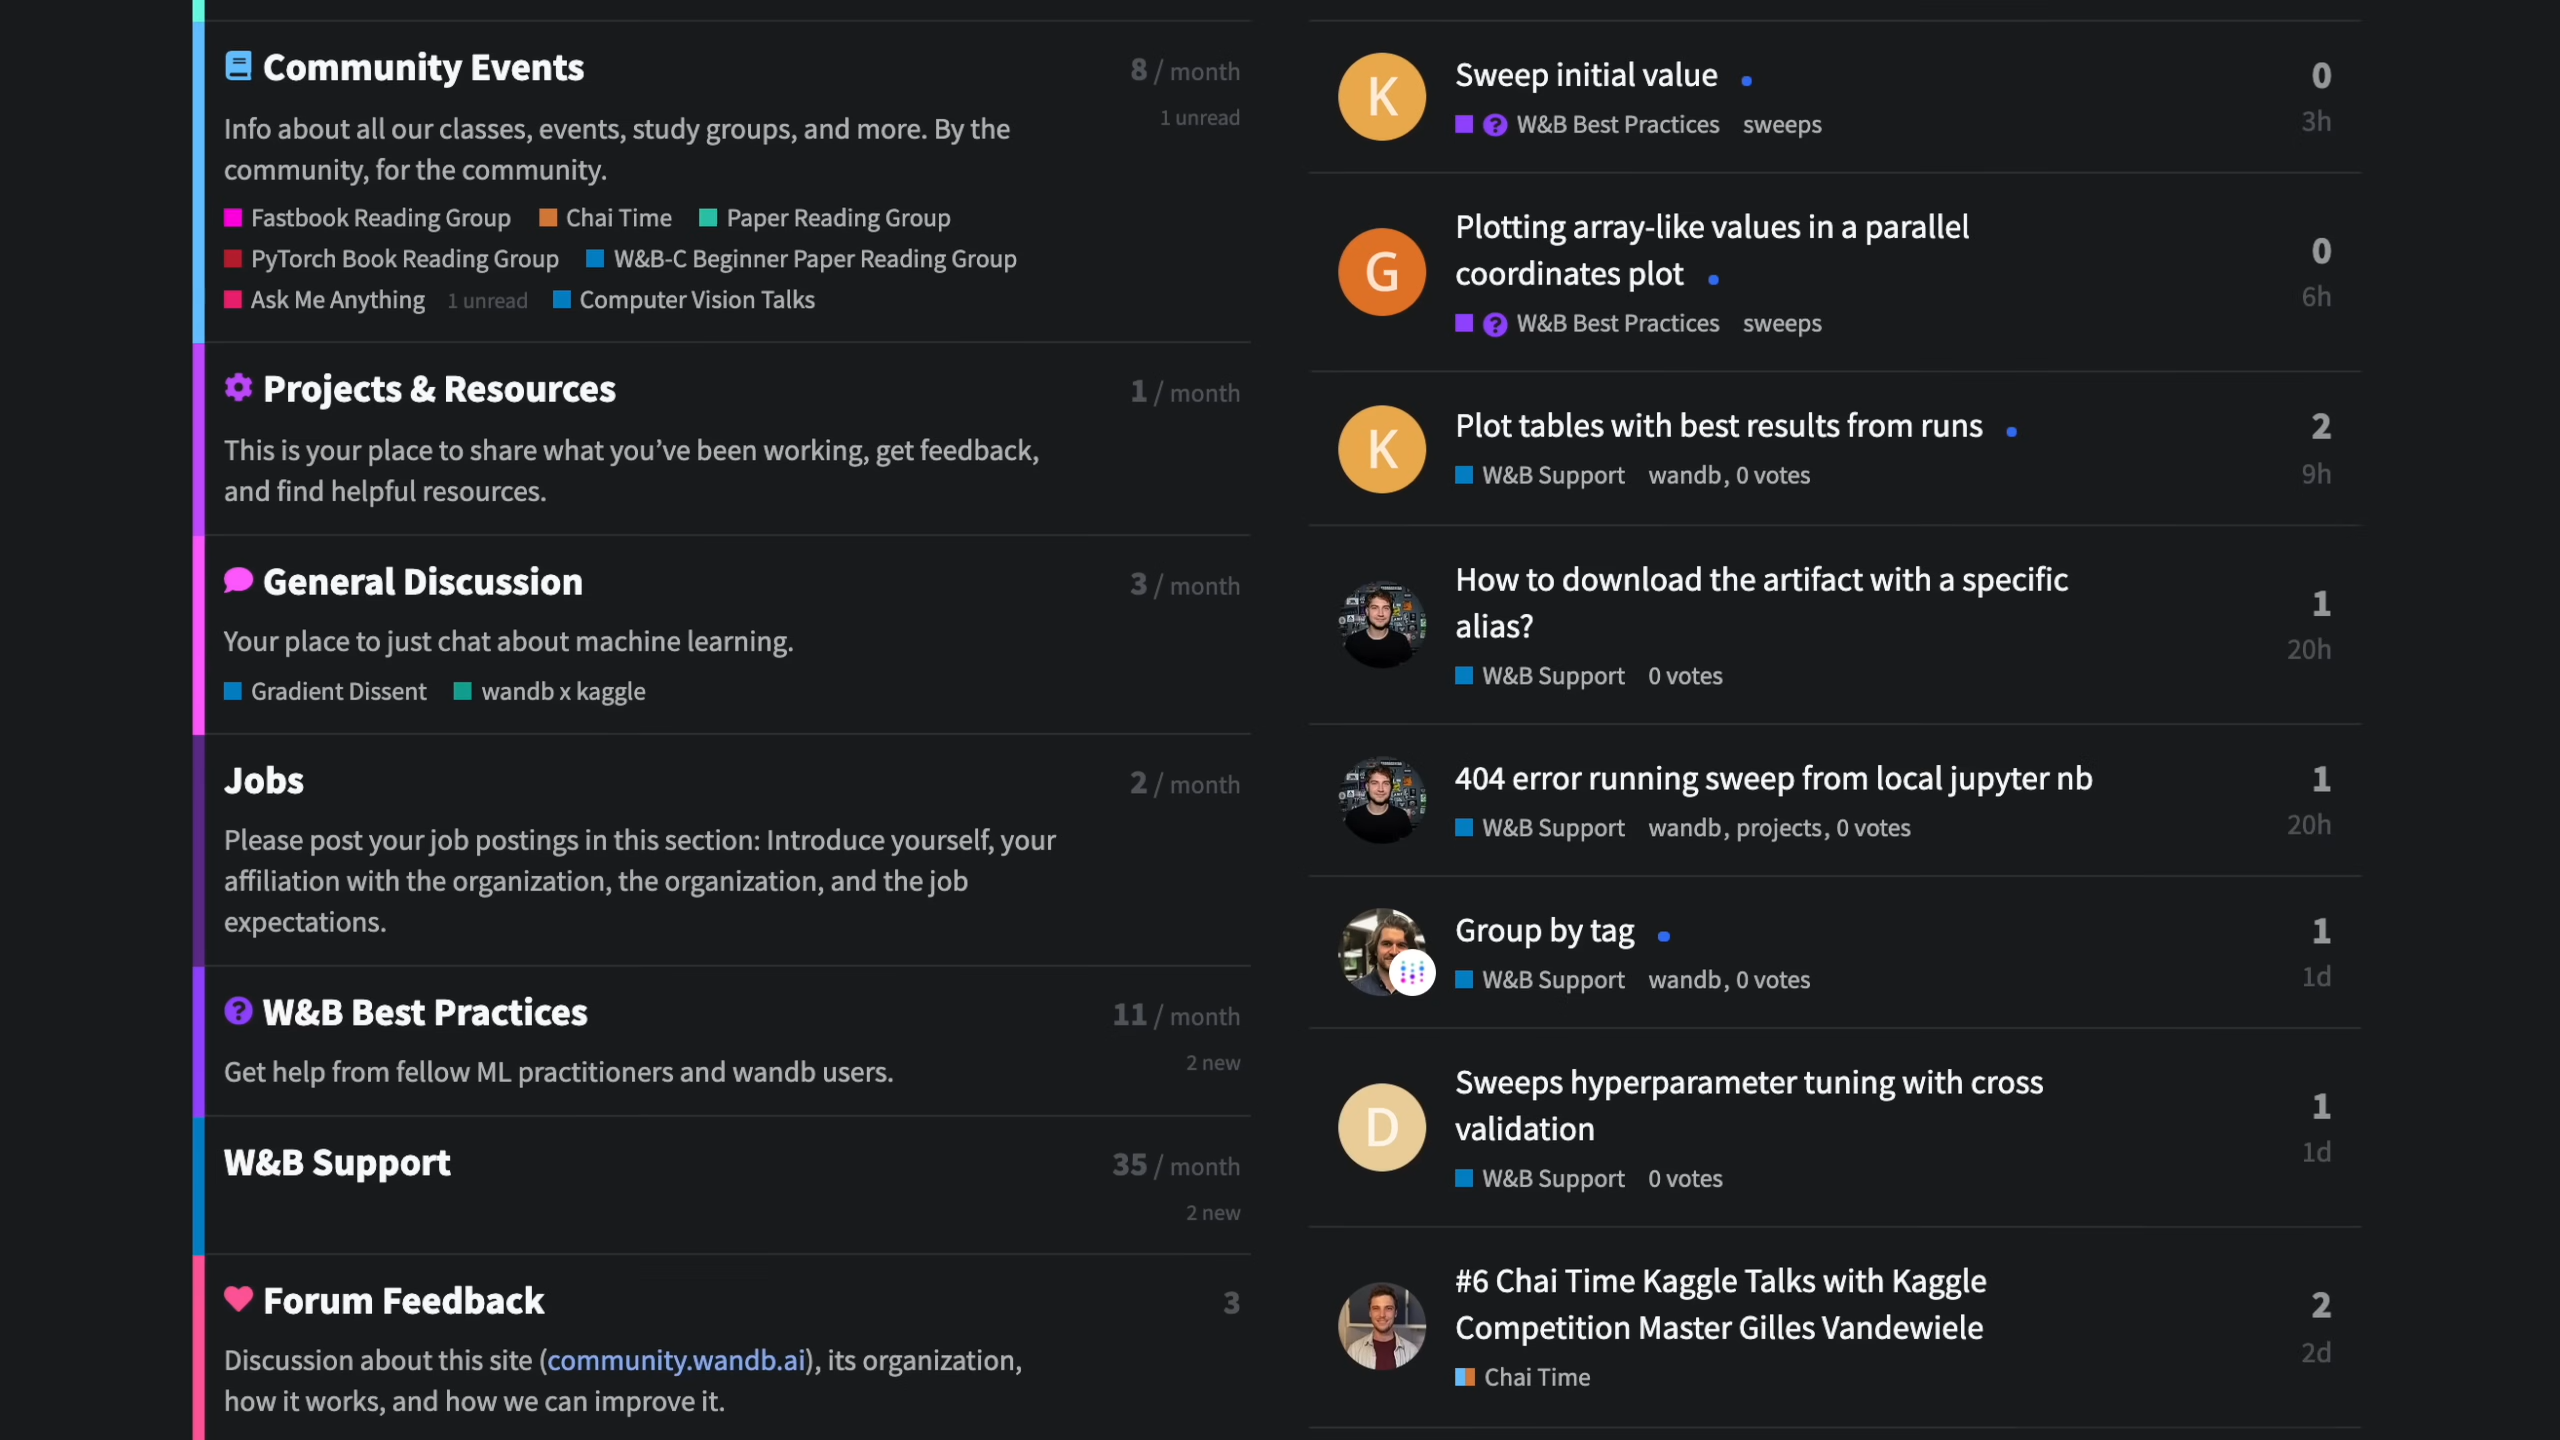 Community Events
8 / month
1 unread
Info about all our classes, events, study groups, and more. By the
community, for the community.
Fastbook Reading Group Chai Time Paper Reading Group
PyTorch Book Reading Group W&B-C Beginner Paper Reading Group
Ask Me Anything 1 unread Computer Vision Talks
Projects & Resources
1 / month
This is your place to share what you’ve been working, get feedback,
and find helpful resources.
General Discussion
3 / month
Your place to just chat about machine learning.
Gradient Dissent wandb x kaggle
Jobs
2 / month
Please post your job postings in this section: Introduce yourself, your
affiliation with the organization, the organization, and the job
expectations.
W&B Best Practices
11 / month
2 new
Get help from fellow ML practitioners and wandb users.
W&B Support
35 / month
2 new
Forum Feedback
3
Discussion about this site (community.wandb.ai), its organization,
how it works, and how we can improve it.
K
Sweep initial value
W&B Best Practices sweeps
0
3h
G
Plotting array-like values in a parallel
coordinates plot
W&B Best Practices sweeps
0
6h
K
Plot tables with best results from runs
W&B Support wandb, 0 votes
2
9h
How to download the artifact with a specific
alias?
W&B Support 0 votes
1
20h
404 error running sweep from local jupyter nb
W&B Support wandb, projects, 0 votes
1
20h
Group by tag
W&B Support wandb, 0 votes
1
1d
D
Sweeps hyperparameter tuning with cross
validation
W&B Support 0 votes
1
1d
#6 Chai Time Kaggle Talks with Kaggle
Competition Master Gilles Vandewiele
Chai Time
2
2d